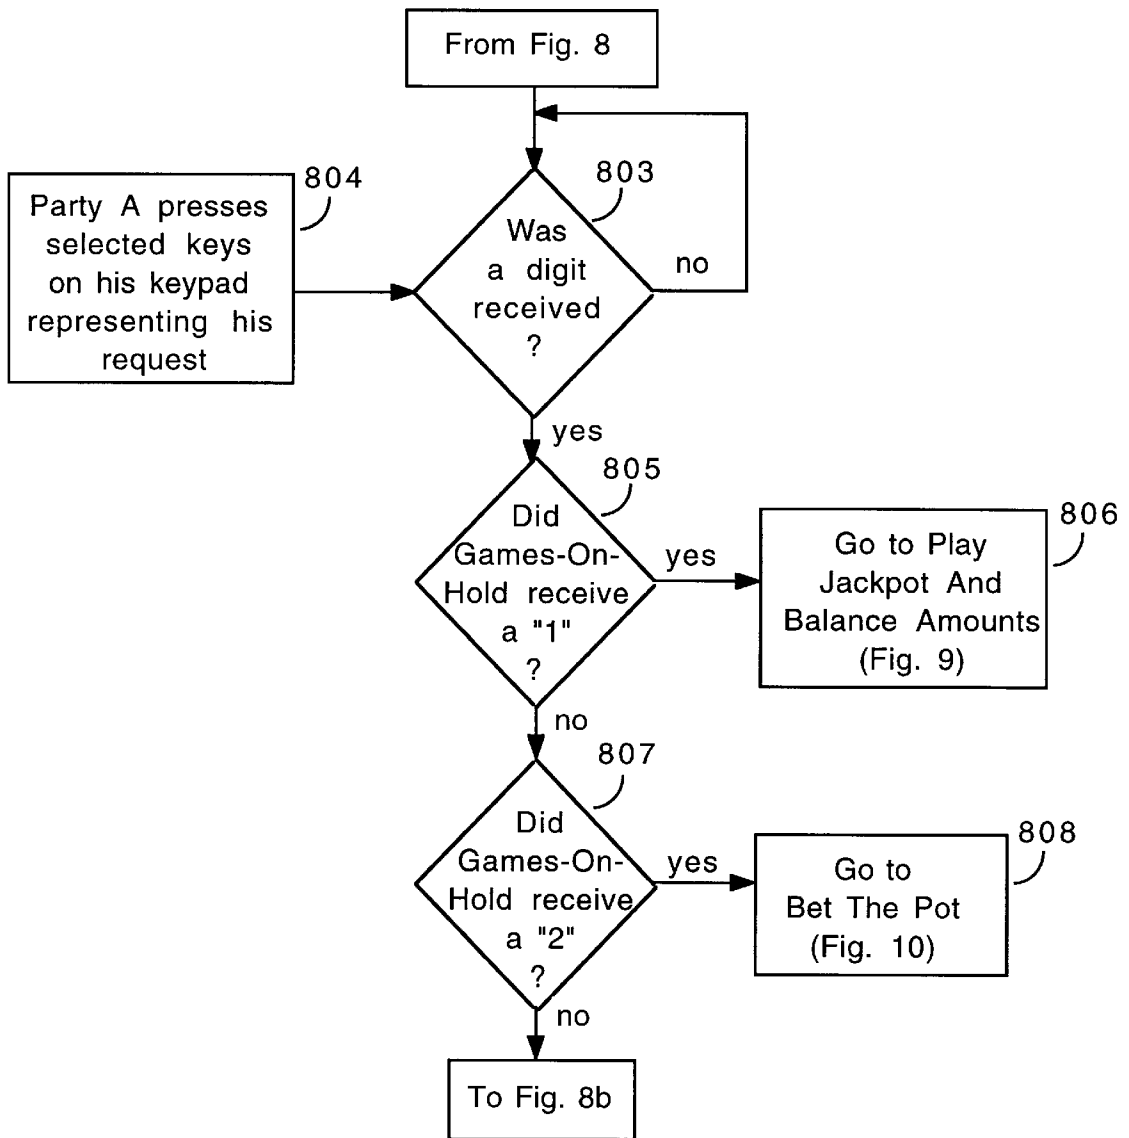 From Fig. 8
804
Party A presses
selected keys
on his keypad
representing his
request
803
Was
a digit
received
?
no
yes
805
Did
Games-On-
Hold receive
a "1"
?
yes
806
Go to Play
Jackpot And
Balance Amounts
(Fig. 9)
no
807
Did
Games-On-
Hold receive
a "2"
?
yes
808
Go to
Bet The Pot
(Fig. 10)
no
To Fig. 8b